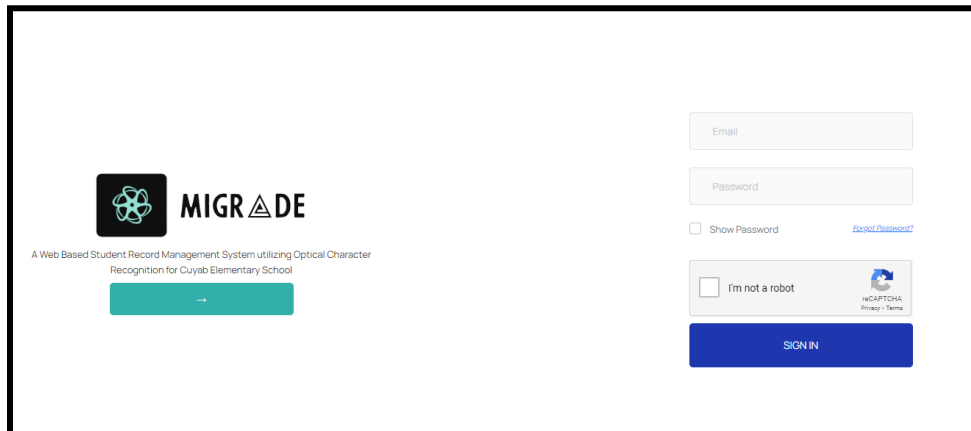 MIGRADE
A Web Based Student Record Management System utilizing Optical Character
Recognition for Cuyab Elementary School
→
Email
Password
Show Password
Forgot Password?
I'm not a robot
reCAPTCHA
Privacy - Terms
SIGN IN